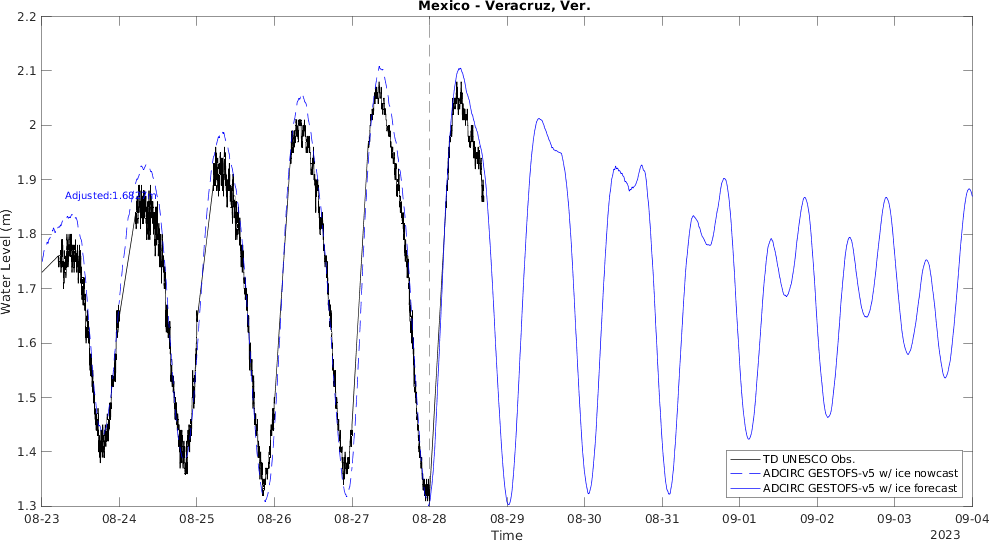 Mexico - Veracruz, Ver.
Water Level (m)
2.2
2.1
2
1.9
1.8
1.7
1.6
1.5
1.4
1.3
TD UNESCO Obs.
ADCIRC GESTOFS-v5 w/ ice nowcast
ADCIRC GESTOFS-v5 w/ ice forecast
08-23 08-24 08-25 08-26 08-27 08-28 08-29 08-30 08-31 09-01 09-02 09-03 09-04
Time
2023